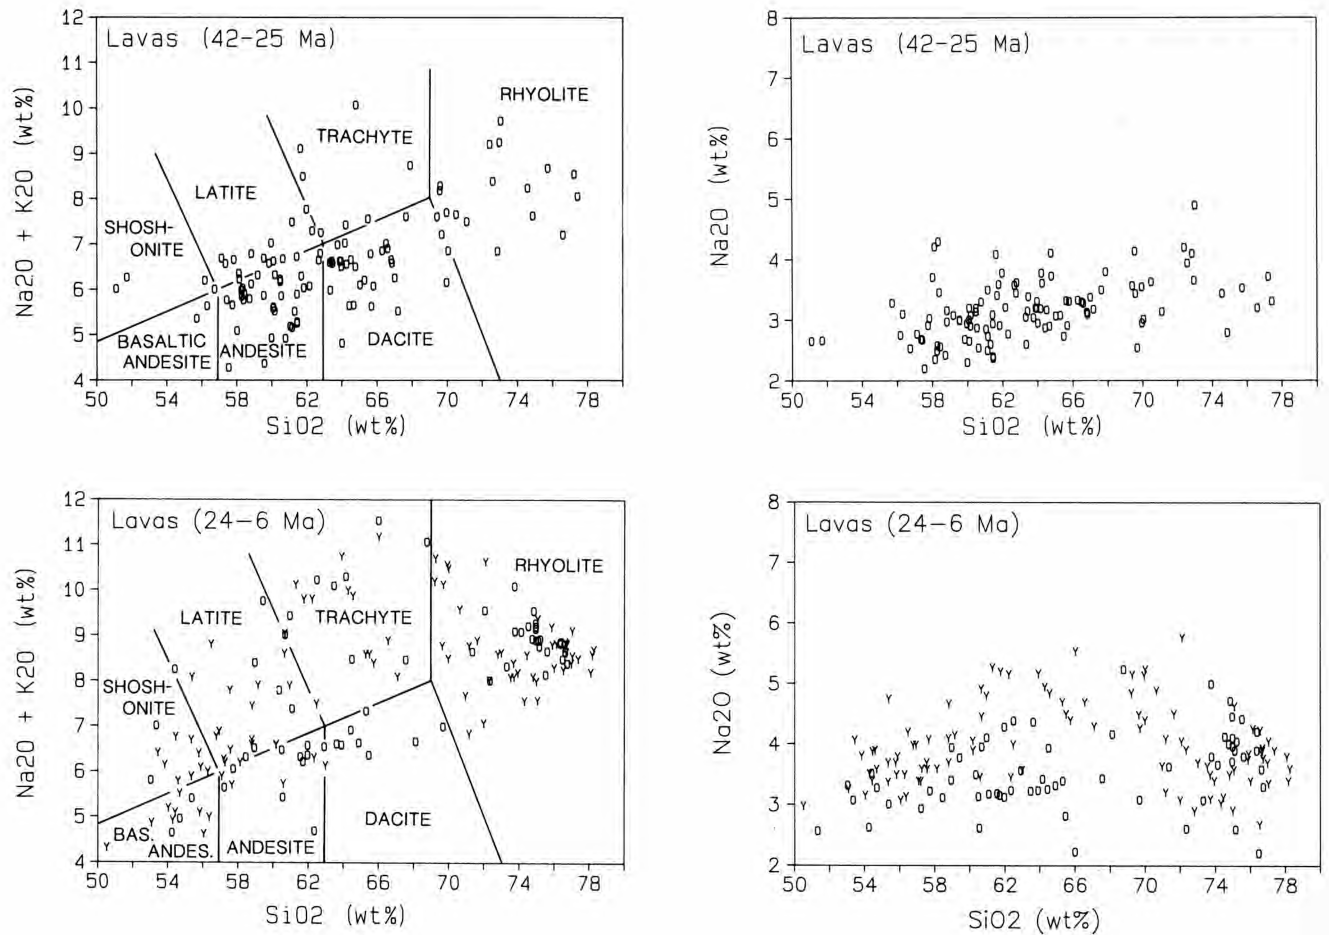 Lavas (42-25 Ma)
12
11
10
9
8
7
6
5
4
Na2O + K2O (wt%)
RHYOLITE
TRACHYTE
LATITE
SHOSH-
ONITE
BASALTIC
ANDESITE
ANDESITE
DACITE
50 54 58 62 66 70 74 78
SiO2 (wt%)
Lavas (42-25 Ma)
8
7
6
5
4
3
2
Na2O (wt%)
50 54 58 62 66 70 74 78
SiO2 (wt%)
Lavas (24-6 Ma)
12
11
10
9
8
7
6
5
4
Na2O + K2O (wt%)
RHYOLITE
LATITE
TRACHYTE
SHOSH-
ONITE
BAS.
ANDES.
ANDESITE
DACITE
50 54 58 62 66 70 74 78
SiO2 (wt%)
Lavas (24-6 Ma)
8
7
6
5
4
3
2
Na2O (wt%)
50 54 58 62 66 70 74 78
SiO2 (wt%)